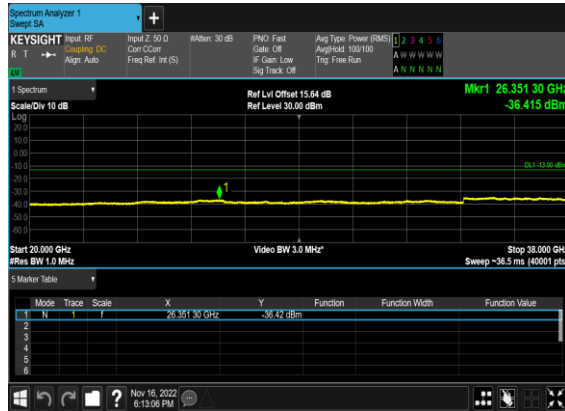 Spectrum Analyzer 1
Swept SA
+
KEYSIGHT Input: RF Input Z: 50 Ω #Atten: 30 dB PNO: Fast Avg Type: Power (RMS) 1 2 3 4 5 6
R T Coupling: DC Corr CCorr Gate: Off Avg|Hold: 100/100 A W W W W W
Align: Auto Freq Ref: Int (S) IF Gain: Low Trig: Free Run
Sig Track: Off A N N N N N
1 Spectrum Ref Lvl Offset 15.64 dB Mkr1 26.351 30 GHz
Scale/Div 10 dB Ref Level 30.00 dBm -36.415 dBm
Log
20.0
10.0
0.00
-10.0
DL1 -13.00 dBm
-20.0
-30.0
1
-40.0
-50.0
-60.0
Start 20.000 GHz Video BW 3.0 MHz* Stop 38.000 GHz
#Res BW 1.0 MHz Sweep ~36.5 ms (40001 pts)
5 Marker Table
Mode Trace Scale X Y Function Function Width Function Value
1 N 1 f 26.351 30 GHz -36.42 dBm
2
3
4
5
6
? Nov 16, 2022
6:13:06 PM